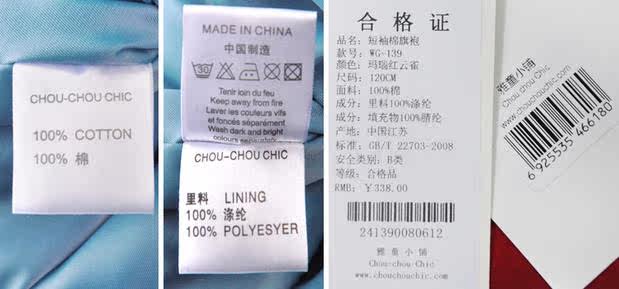 CHOU-CHOU CHIC
100% COTTON
100% 棉
MADE IN CHINA
中国制造
30
Tenir loin du feu
Keep away from fire
Laver les couleurs vifs
et foncés séparément
Wash dark and bright
colours separately
CHOU-CHOU CHIC
里料 LINING
100% 涤纶
100% POLYESYER
合格证
品名: 短袖棉旗袍
款号: WG-139
颜色: 玛瑙红云雀
尺码: 120CM
面料: 100%棉
成分: 里料100%涤纶
成分: 填充物100%腈纶
产地: 中国江苏
标准: GB/T 22703-2008
安全类别: B类
等级: 合格品
RMB: ¥338.00
241390080612
雅童小铺
Chou-chou Chic
www.chouchouchic.com
雅童小铺
Chou chou Chic
www.chouchouchic.com
6 925535 466180